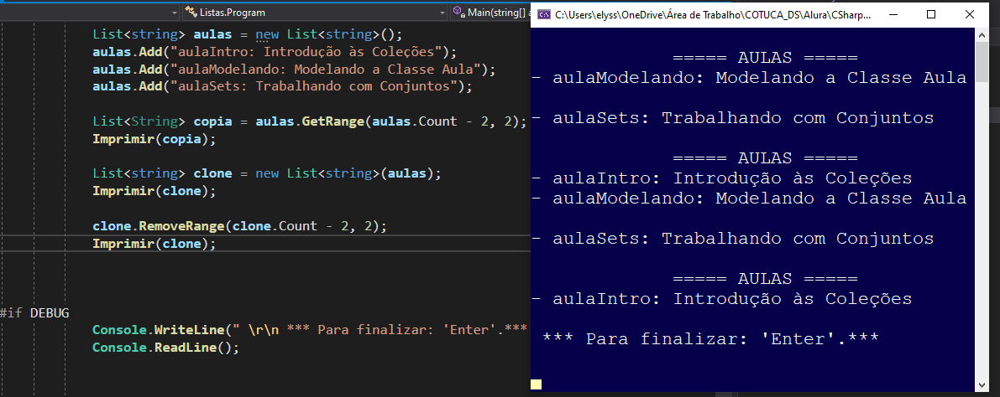 Listas.Program
Main(string[] a
List<string> aulas = new List<string>();
aulas.Add("aulaIntro: Introdução às Coleções");
aulas.Add("aulaModelando: Modelando a Classe Aula");
aulas.Add("aulaSets: Trabalhando com Conjuntos");
List<String> copia = aulas.GetRange(aulas.Count - 2, 2);
Imprimir(copia);
List<string> clone = new List<string>(aulas);
Imprimir(clone);
clone.RemoveRange(clone.Count - 2, 2);
Imprimir(clone);
#if DEBUG
Console.WriteLine(" \r\n *** Para finalizar: 'Enter'.***
Console.ReadLine();
C:\Users\elyss\OneDrive\Área de Trabalho\COTUCA_DS\Alura\CSharp...
===== AULAS =====
- aulaModelando: Modelando a Classe Aula
- aulaSets: Trabalhando com Conjuntos
===== AULAS =====
- aulaIntro: Introdução às Coleções
- aulaModelando: Modelando a Classe Aula
- aulaSets: Trabalhando com Conjuntos
===== AULAS =====
- aulaIntro: Introdução às Coleções
*** Para finalizar: 'Enter'.***